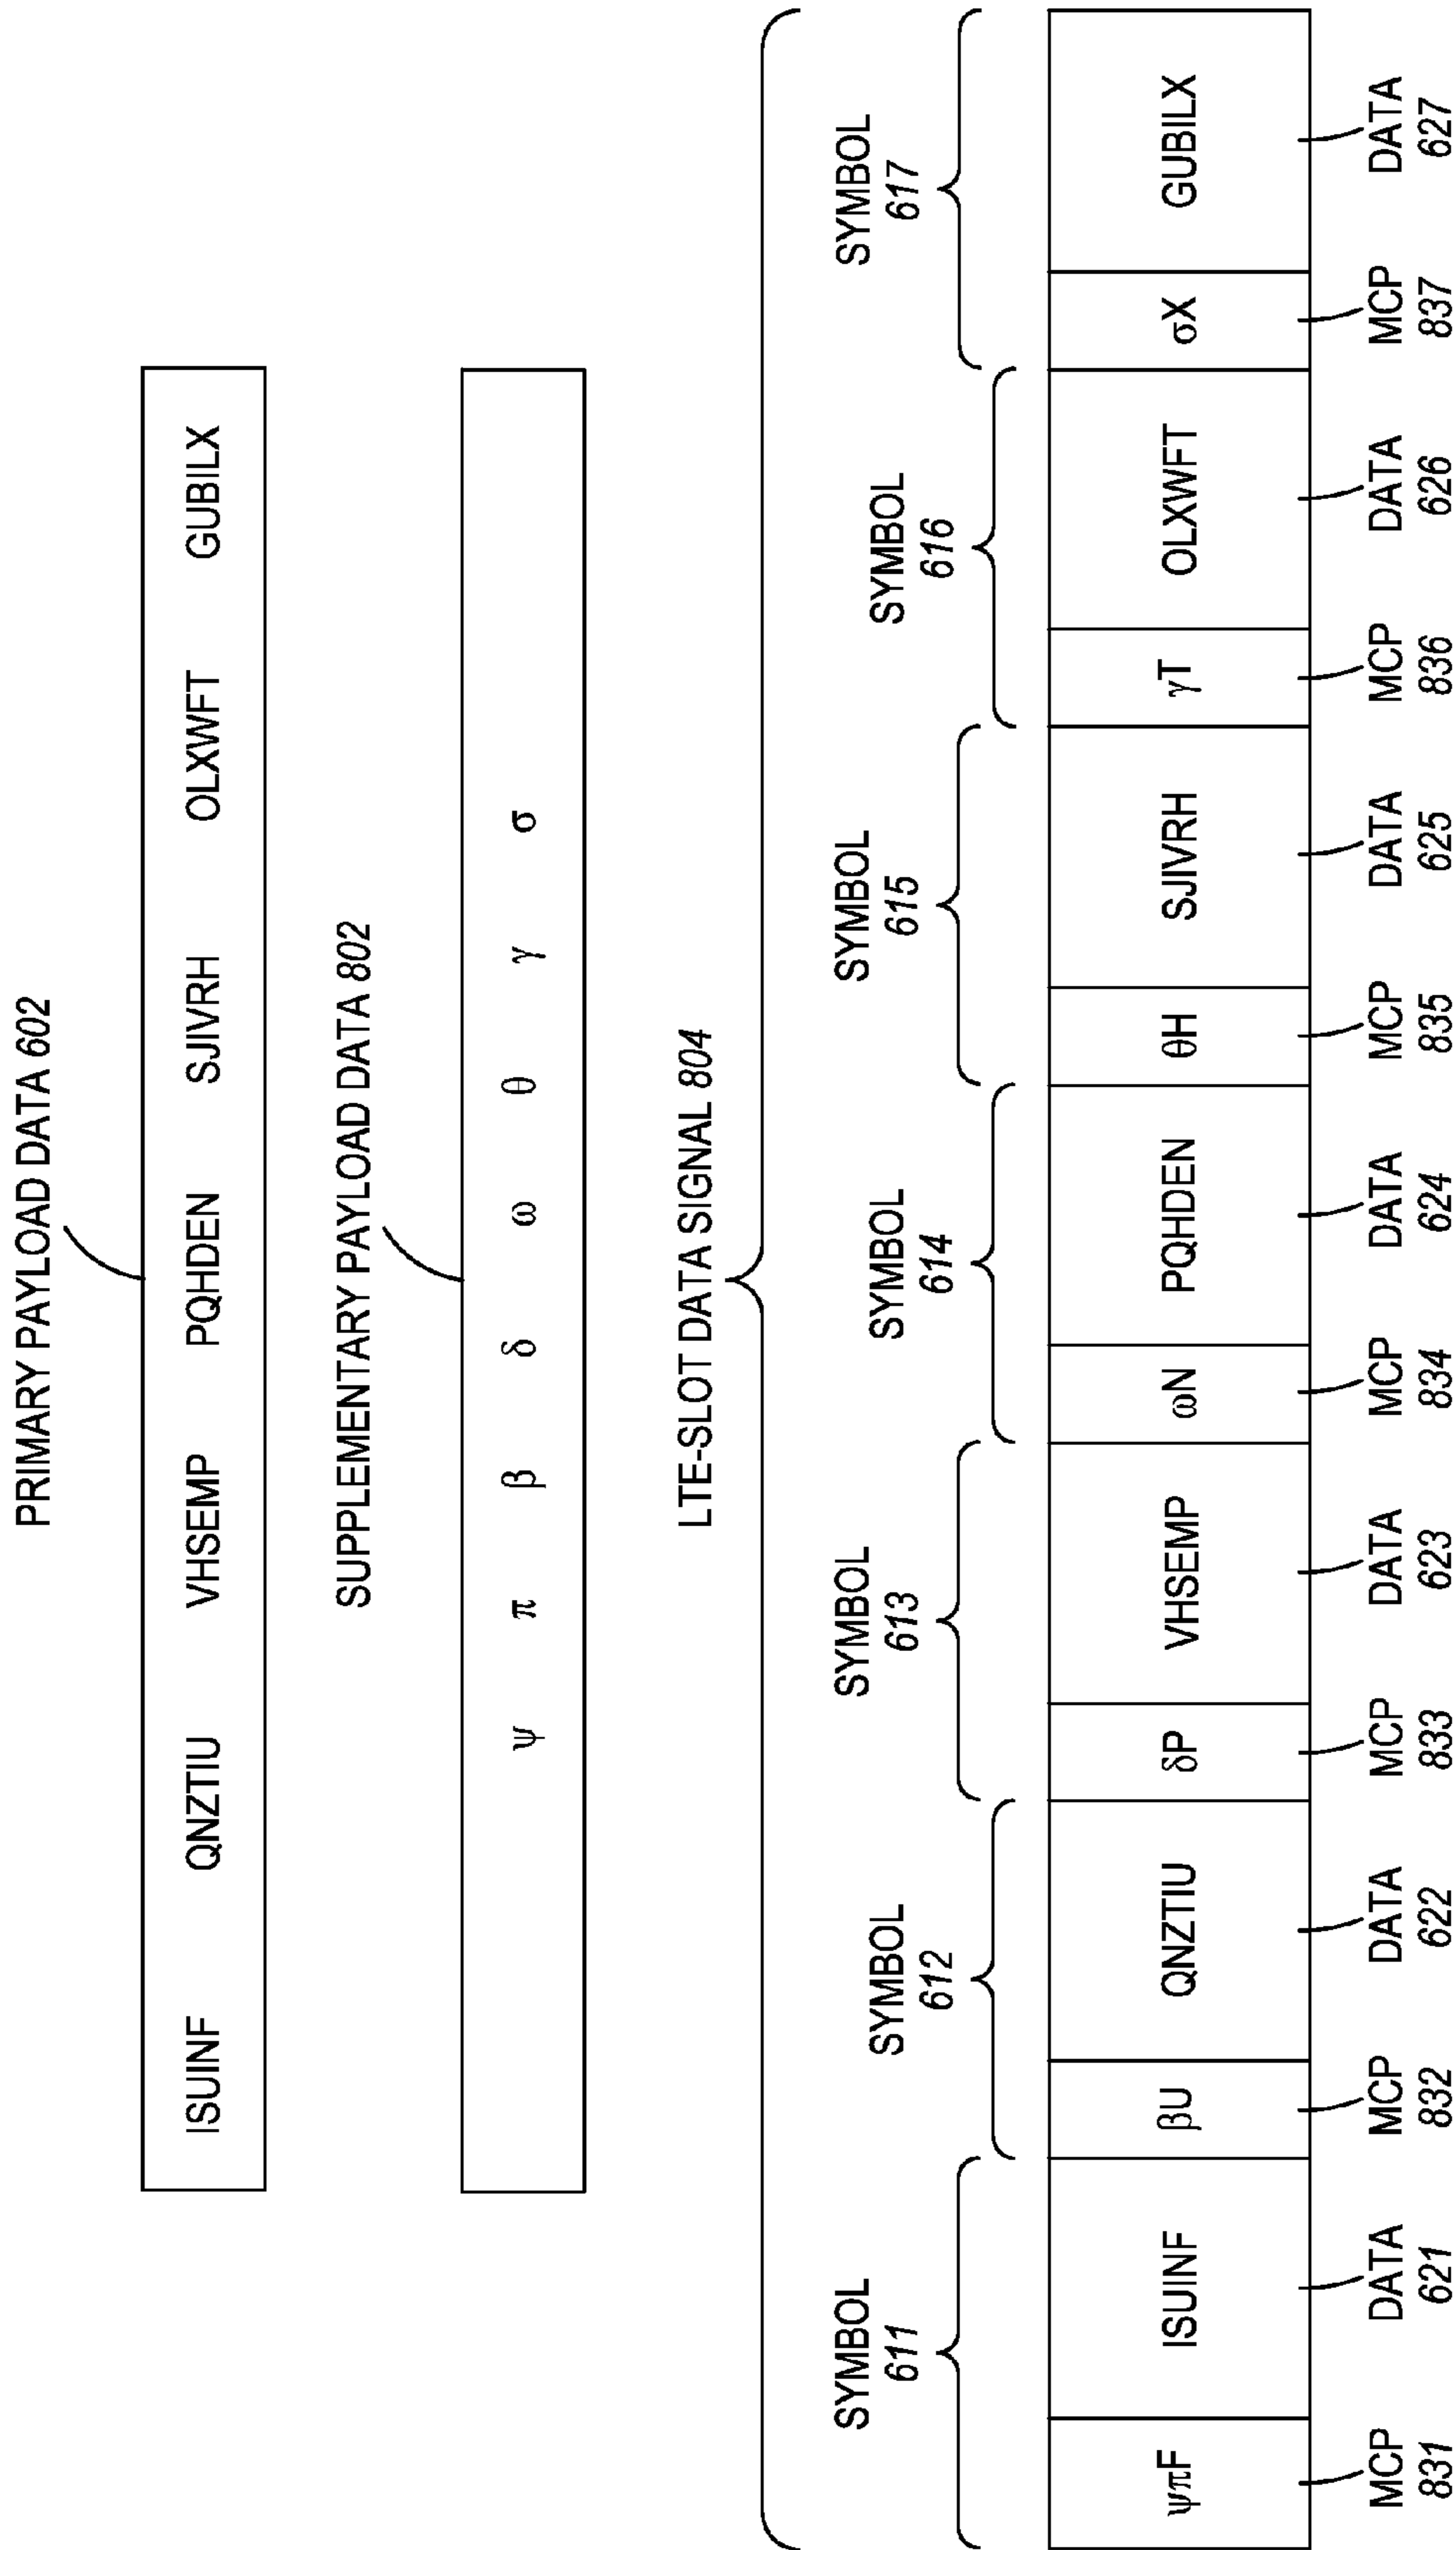 PRIMARY PAYLOAD DATA 602
ISUINF QNZTIU VHSEMP PQHDEN SJIVRH OLXWFT GUBILX
SUPPLEMENTARY PAYLOAD DATA 802
ψ π β δ ω θ γ σ
LTE-SLOT DATA SIGNAL 804
SYMBOL
611
SYMBOL
612
SYMBOL
613
SYMBOL
614
SYMBOL
615
SYMBOL
616
SYMBOL
617
ψπF ISUINF βU QNZTIU δP VHSEMP ωN PQHDEN θH SJIVRH γT OLXWFT σX GUBILX
MCP
831
DATA
621
MCP
832
DATA
622
MCP
833
DATA
623
MCP
834
DATA
624
MCP
835
DATA
625
MCP
836
DATA
626
MCP
837
DATA
627